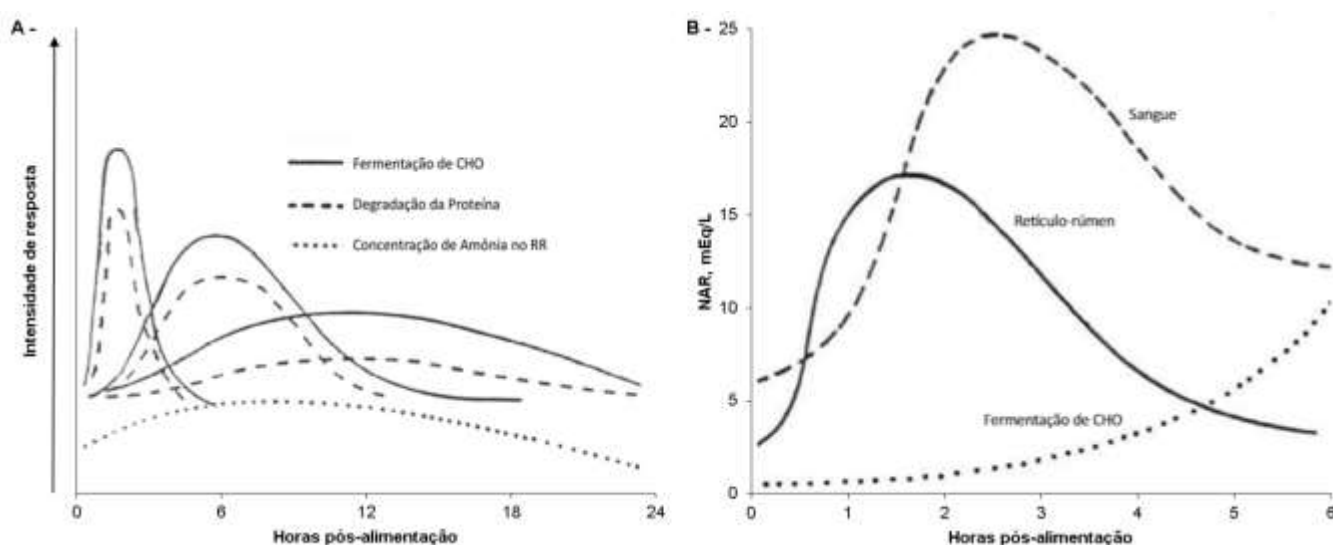 A -
Intensidade de resposta
Fermentação de CHO
Degradação da Proteína
Concentração de Amônia no RR
0 6 12 18 24
Horas pós-alimentação
B -
NAR, mEq/L
25
20
15
10
5
0
Sangue
Retículo-rúmen
Fermentação de CHO
0 1 2 3 4 5 6
Horas pós-alimentação